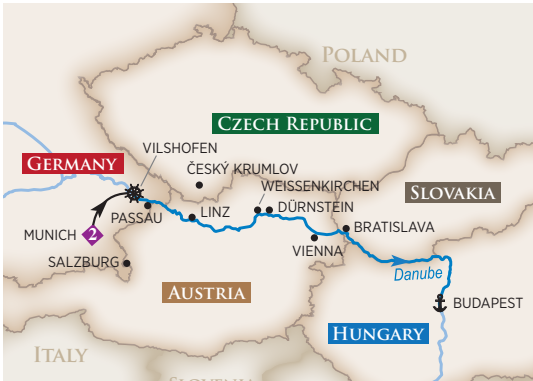 POLAND
CZECH REPUBLIC
VILSHOFEN
GERMANY
ČESKÝ KRUMLOV
WEISSENKIRCHEN
SLOVAKIA
PASSAU
LINZ
DÜRNSTEIN
MUNICH
2
BRATISLAVA
VIENNA
SALZBURG
Danube
AUSTRIA
BUDAPEST
HUNGARY
ITALY
SLOVENIA